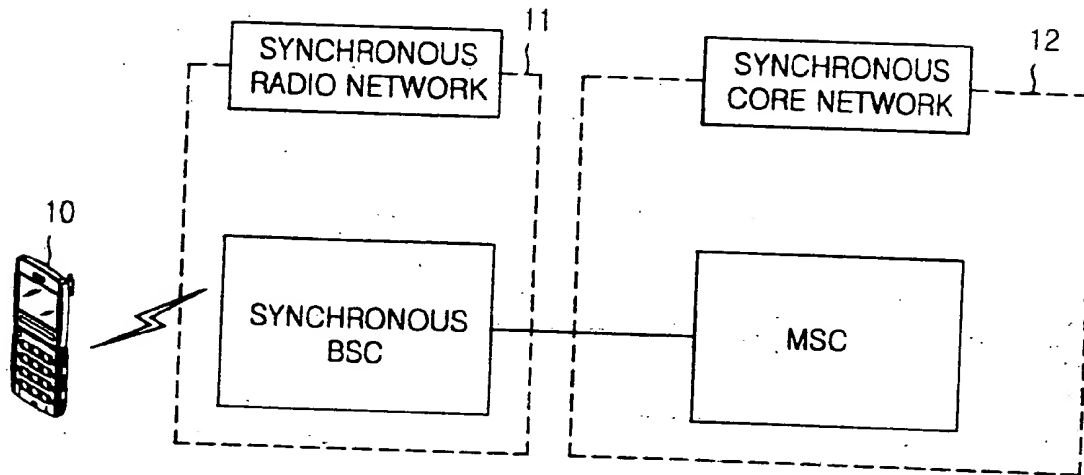 11
12
SYNCHRONOUS
RADIO NETWORK
SYNCHRONOUS
CORE NETWORK
10
SYNCHRONOUS
BSC
MSC